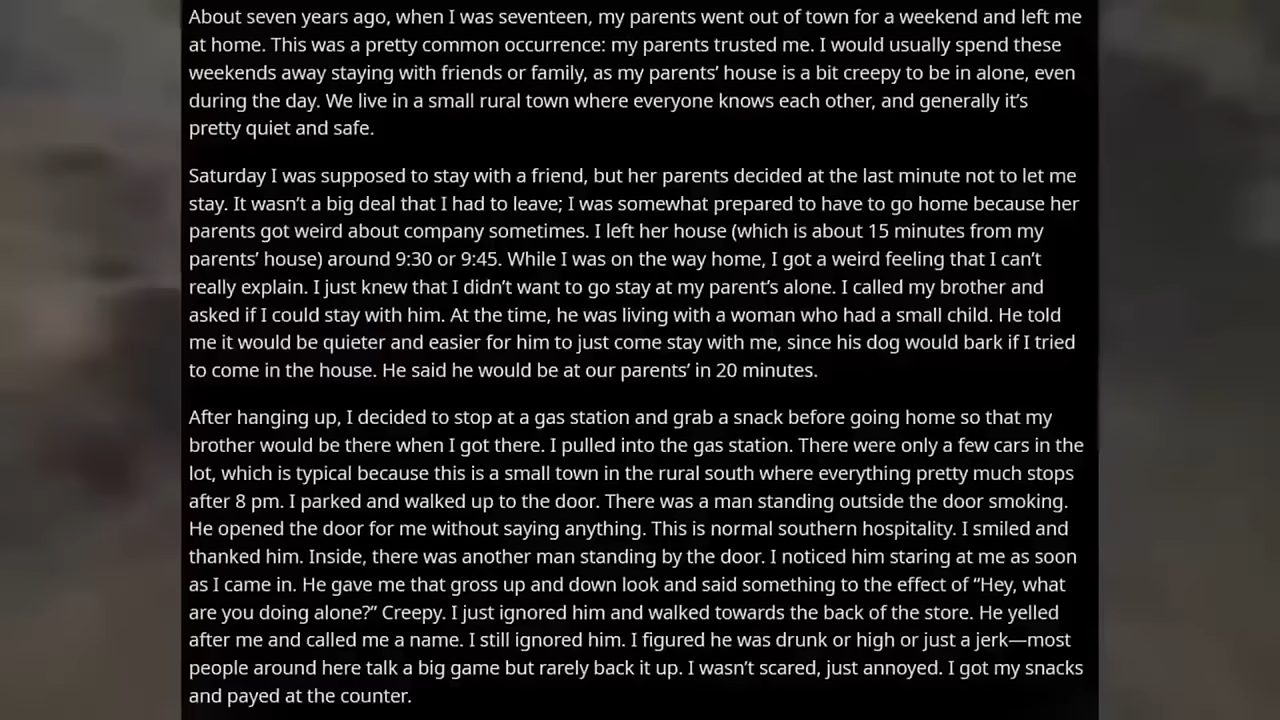 About seven years ago, when I was seventeen, my parents went out of town for a weekend and left me
at home. This was a pretty common occurrence: my parents trusted me. I would usually spend these
weekends away staying with friends or family, as my parents’ house is a bit creepy to be in alone, even
during the day. We live in a small rural town where everyone knows each other, and generally it’s
pretty quiet and safe.
Saturday I was supposed to stay with a friend, but her parents decided at the last minute not to let me
stay. It wasn’t a big deal that I had to leave; I was somewhat prepared to have to go home because her
parents got weird about company sometimes. I left her house (which is about 15 minutes from my
parents’ house) around 9:30 or 9:45. While I was on the way home, I got a weird feeling that I can’t
really explain. I just knew that I didn’t want to go stay at my parent’s alone. I called my brother and
asked if I could stay with him. At the time, he was living with a woman who had a small child. He told
me it would be quieter and easier for him to just come stay with me, since his dog would bark if I tried
to come in the house. He said he would be at our parents’ in 20 minutes.
After hanging up, I decided to stop at a gas station and grab a snack before going home so that my
brother would be there when I got there. I pulled into the gas station. There were only a few cars in the
lot, which is typical because this is a small town in the rural south where everything pretty much stops
after 8 pm. I parked and walked up to the door. There was a man standing outside the door smoking.
He opened the door for me without saying anything. This is normal southern hospitality. I smiled and
thanked him. Inside, there was another man standing by the door. I noticed him staring at me as soon
as I came in. He gave me that gross up and down look and said something to the effect of “Hey, what
are you doing alone?” Creepy. I just ignored him and walked towards the back of the store. He yelled
after me and called me a name. I still ignored him. I figured he was drunk or high or just a jerk—most
people around here talk a big game but rarely back it up. I wasn’t scared, just annoyed. I got my snacks
and payed at the counter.